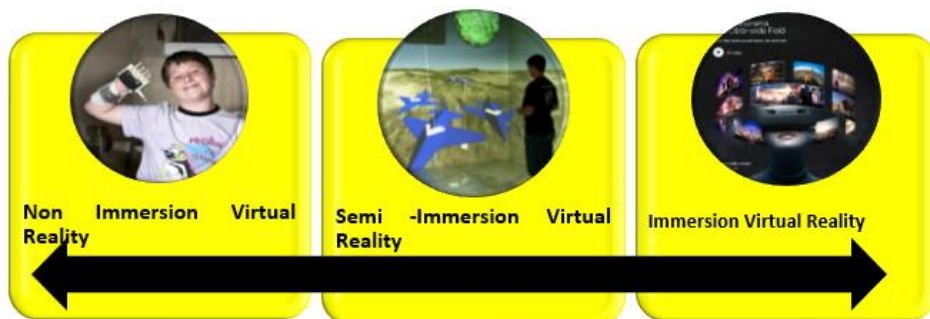 Non Immersion Virtual
Reality
Semi -Immersion Virtual
Reality
Immersion Virtual Reality